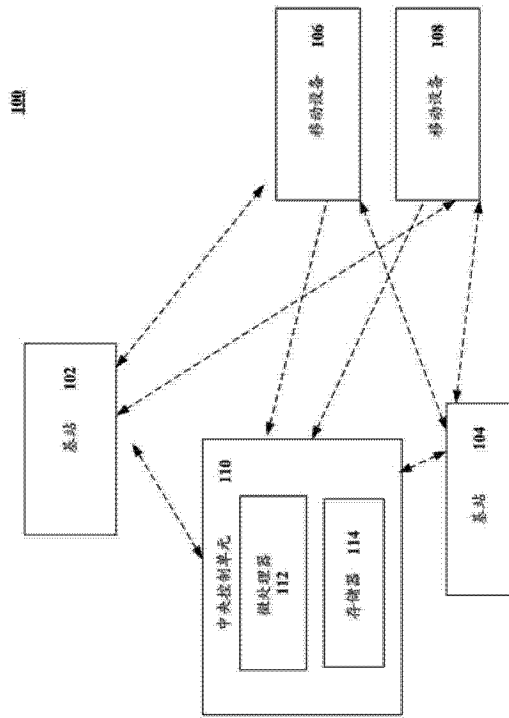 100
基站 102
中央控制单元 110
微处理器
112
存储器 114
移动设备 106
移动设备 108
基站 104